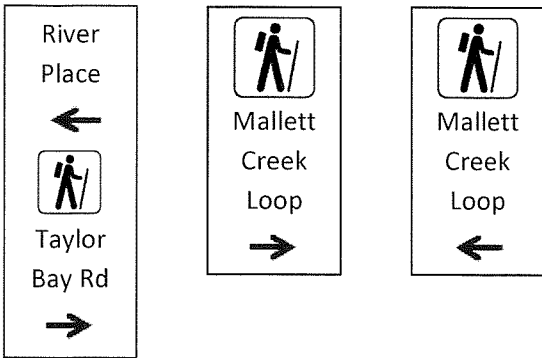 River
Place
Taylor
Bay Rd
Mallett
Creek
Loop
Mallett
Creek
Loop